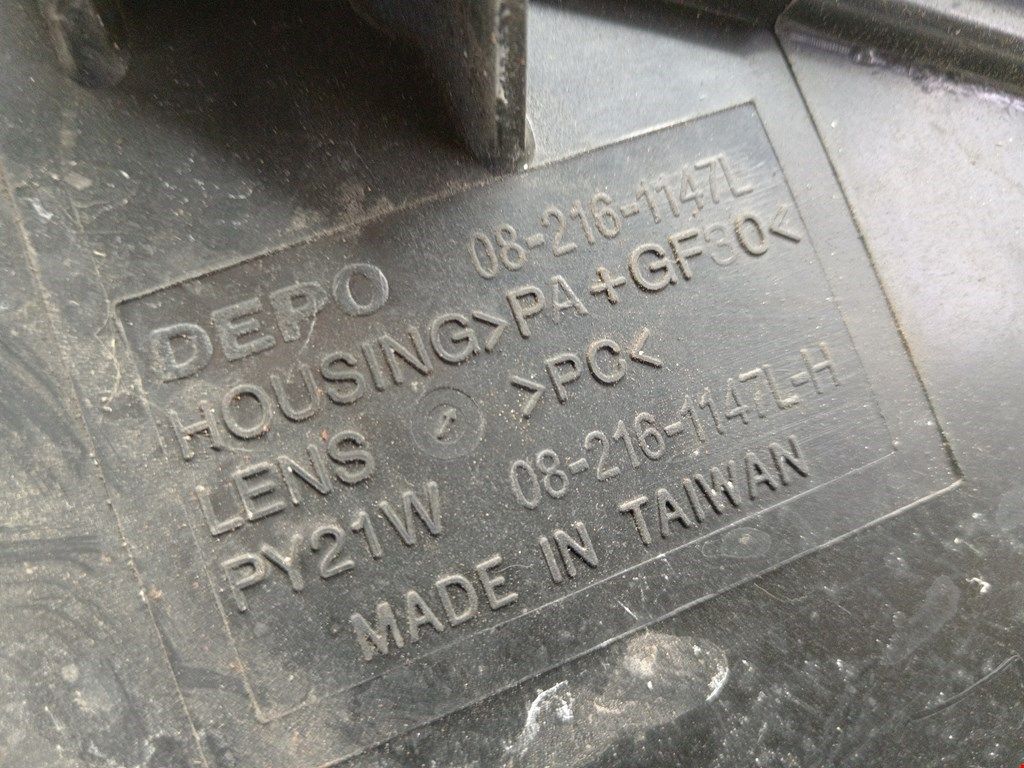 DEPO 08-216-1147L
HOUSING>PA+GF30<
LENS >PC<
PY21W 08-216-1147L-H
MADE IN TAIWAN